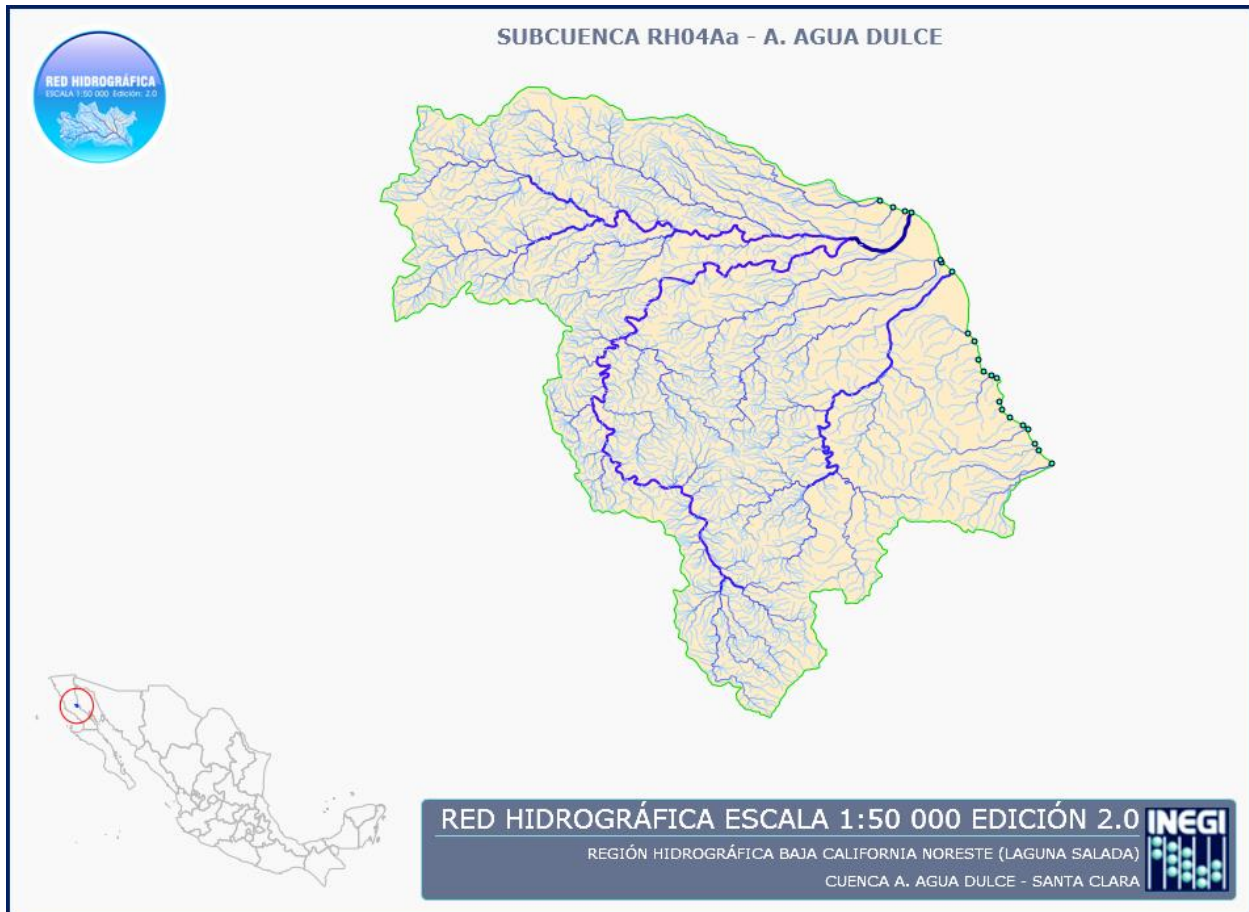 SUBCUENCA RH04Aa - A. AGUA DULCE
RED HIDROGRÁFICA
ESCALA 1:50 000 Edición: 2.0
RED HIDROGRÁFICA ESCALA 1:50 000 EDICIÓN 2.0
REGIÓN HIDROGRÁFICA BAJA CALIFORNIA NORESTE (LAGUNA SALADA)
CUENCA A. AGUA DULCE - SANTA CLARA
INEGI